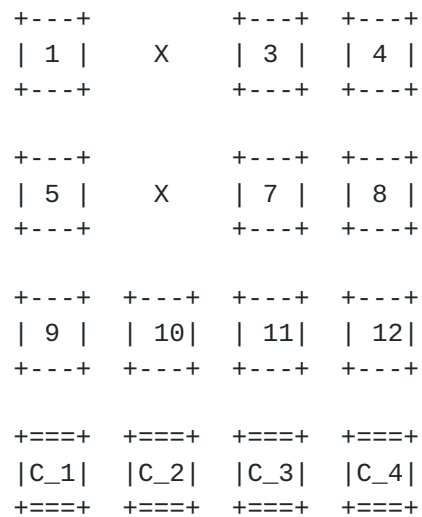 +---+           +---+  +---+
| 1 |     X     | 3 |  | 4 |
+---+           +---+  +---+
+---+           +---+  +---+
| 5 |     X     | 7 |  | 8 |
+---+           +---+  +---+
+---+  +---+  +---+  +---+
| 9 |  | 10|  | 11|  | 12|
+---+  +---+  +---+  +---+
+===+  +===+  +===+  +===+
|C_1|  |C_2|  |C_3|  |C_4|
+===+  +===+  +===+  +===+